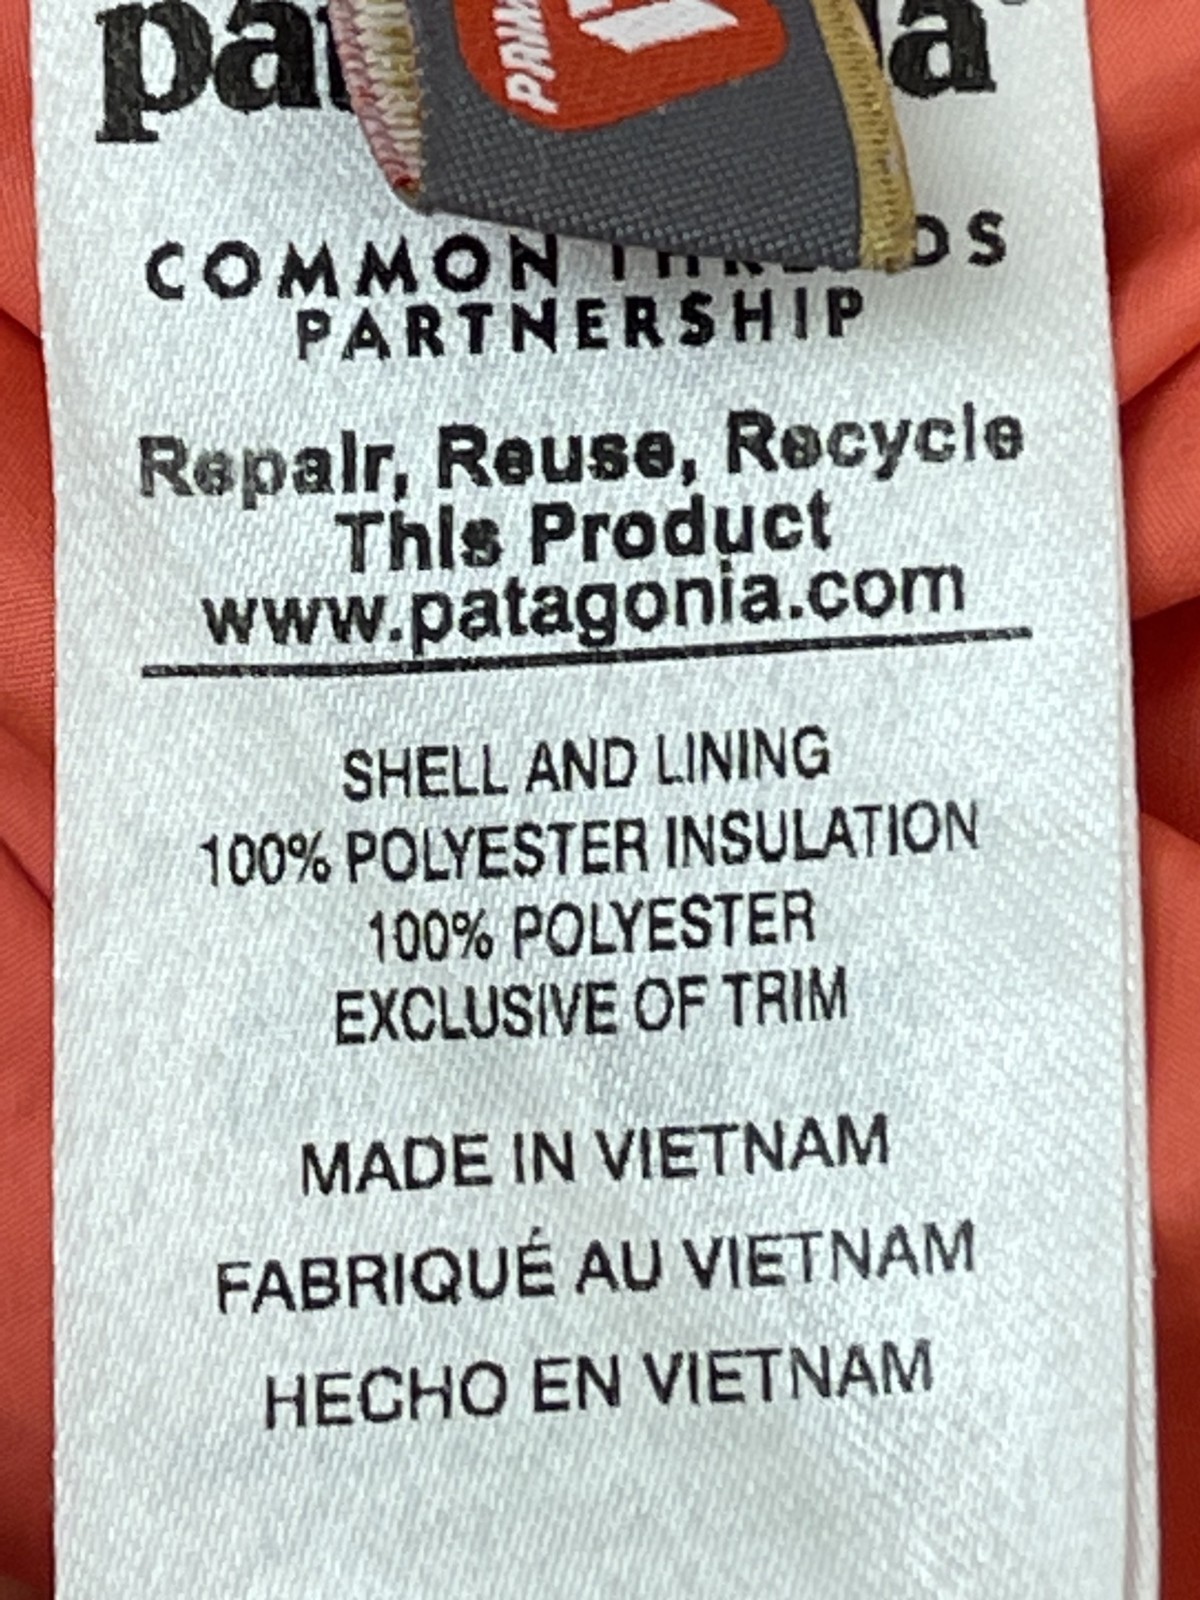 COMMON THREADS
PARTNERSHIP
Repair, Reuse, Recycle
This Product
www.patagonia.com
SHELL AND LINING
100% POLYESTER INSULATION
100% POLYESTER
EXCLUSIVE OF TRIM
MADE IN VIETNAM
FABRIQUÉ AU VIETNAM
HECHO EN VIETNAM